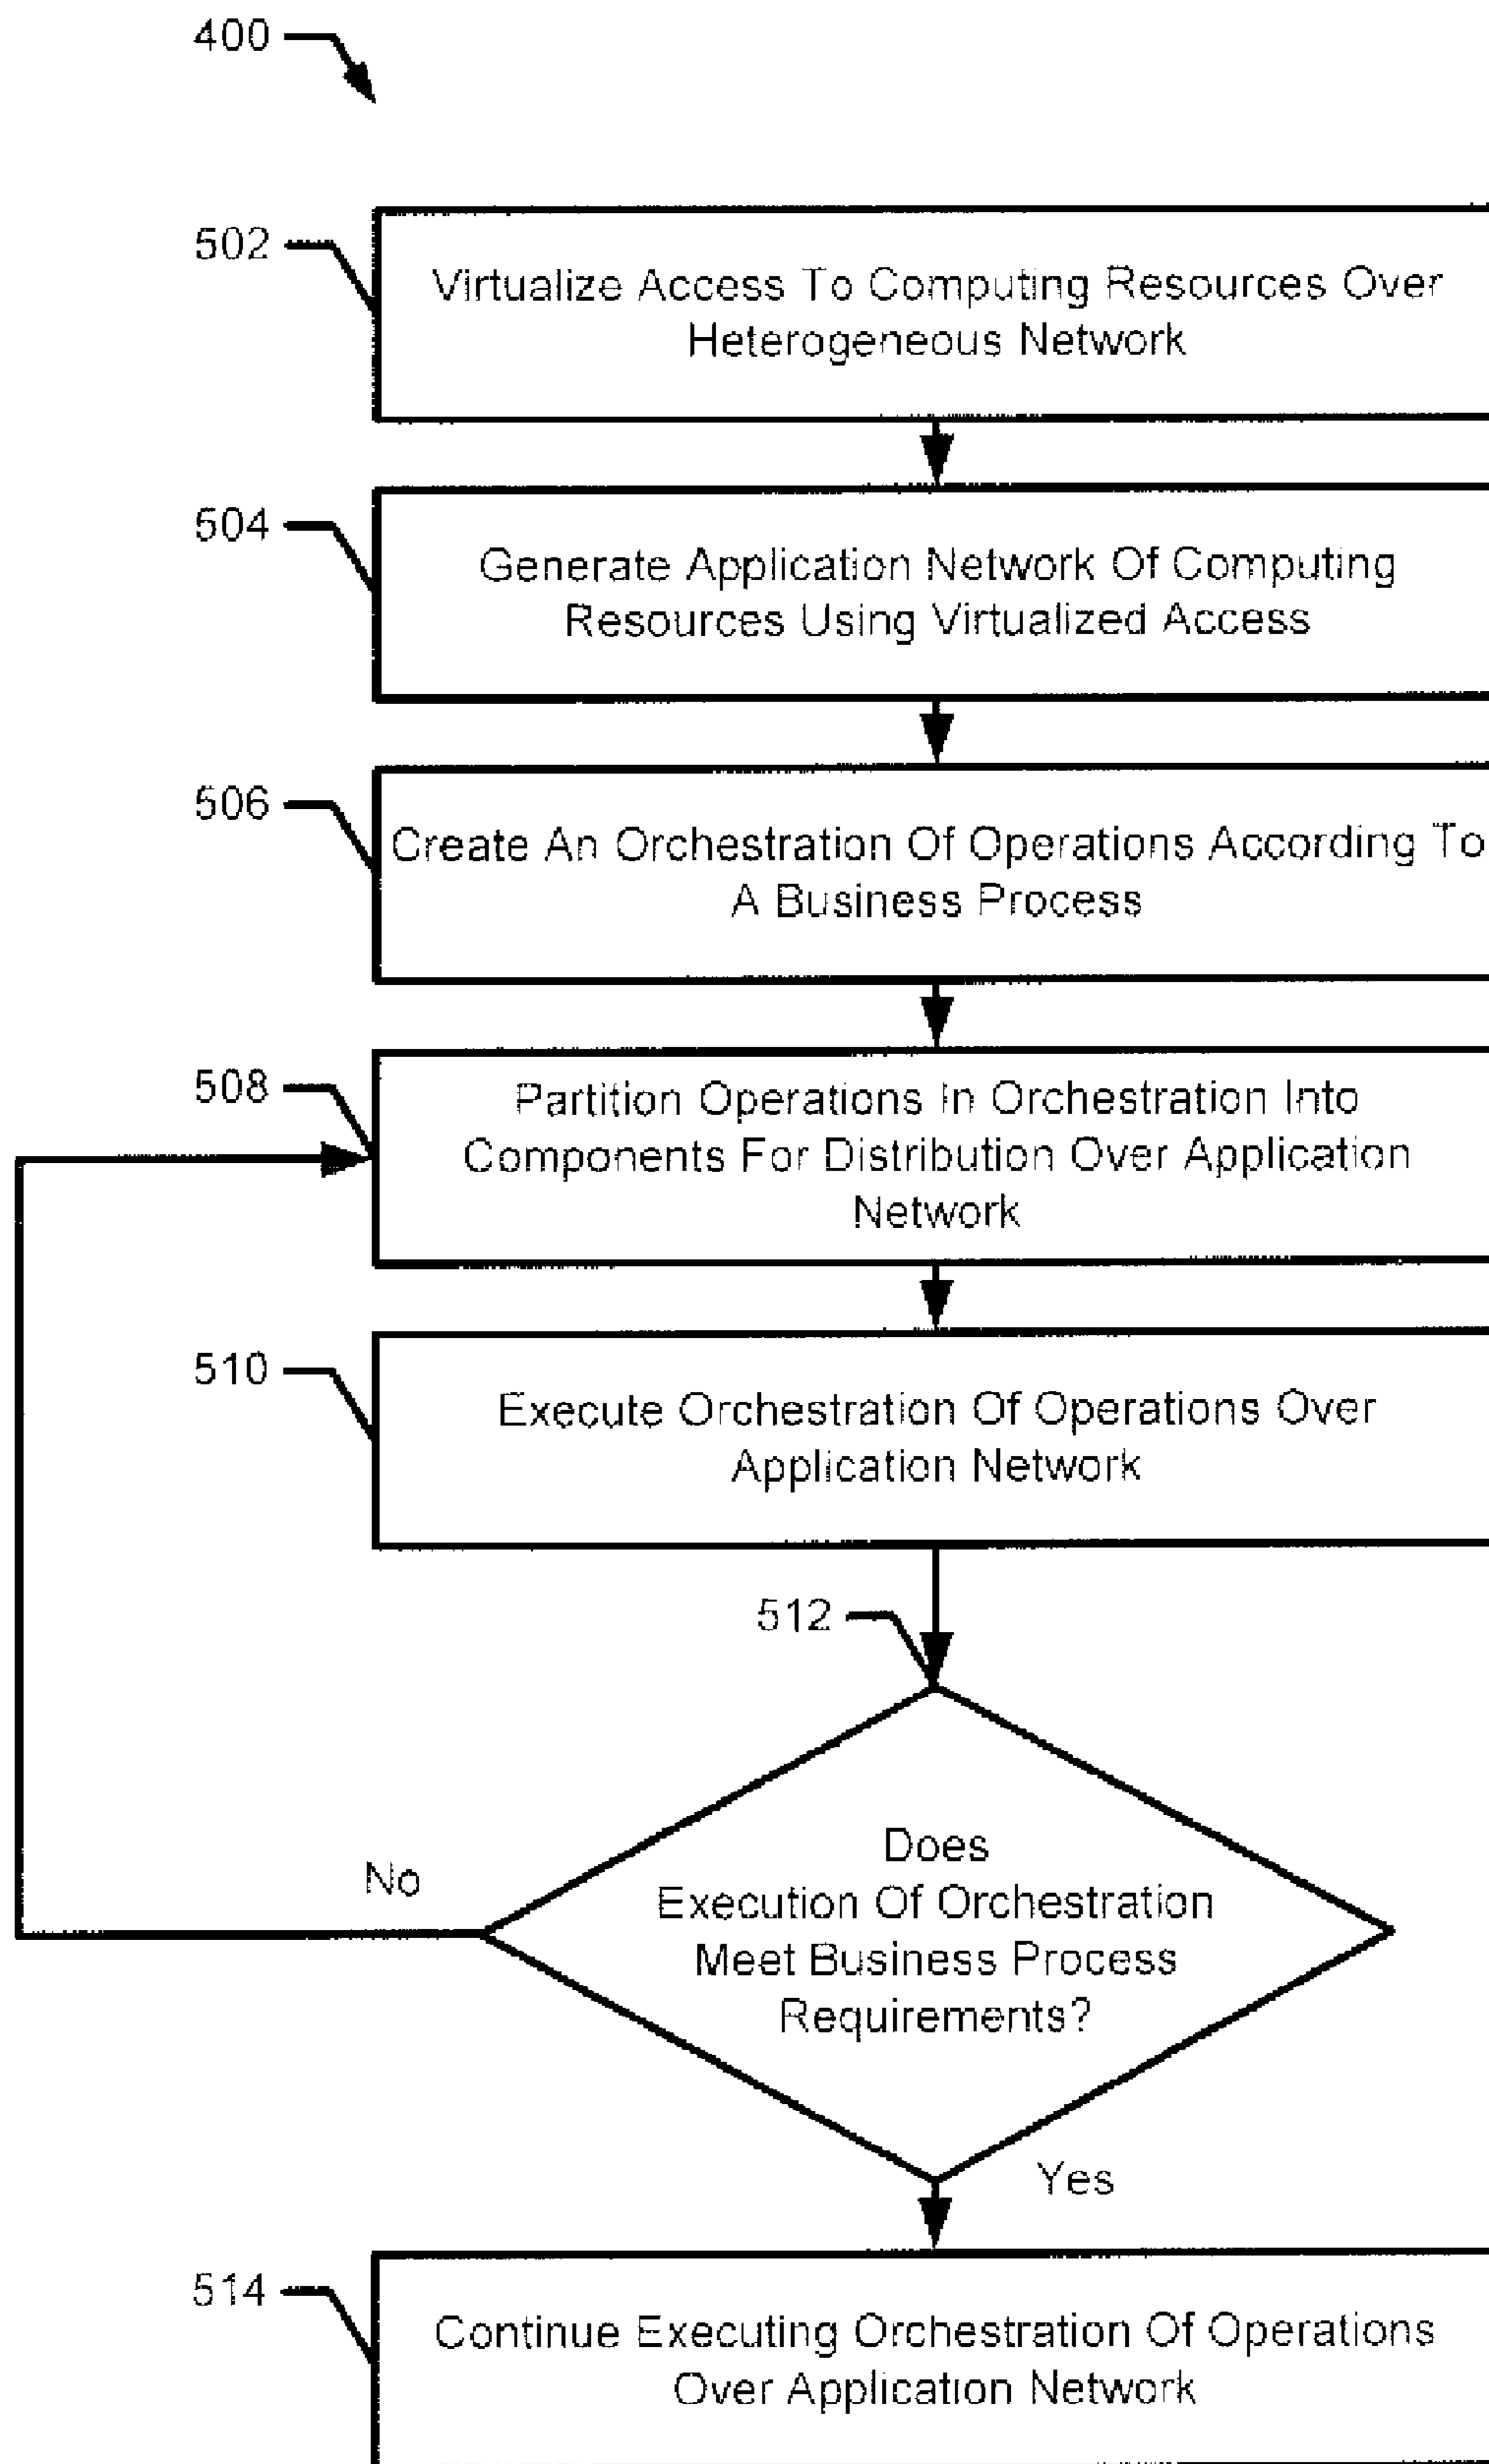 400
502
Virtualize Access To Computing Resources Over
Heterogeneous Network
504
Generate Application Network Of Computing
Resources Using Virtualized Access
506
Create An Orchestration Of Operations According To
A Business Process
508
Partition Operations In Orchestration Into
Components For Distribution Over Application
Network
510
Execute Orchestration Of Operations Over
Application Network
512
Does
Execution Of Orchestration
Meet Business Process
Requirements?
No
Yes
514
Continue Executing Orchestration Of Operations
Over Application Network